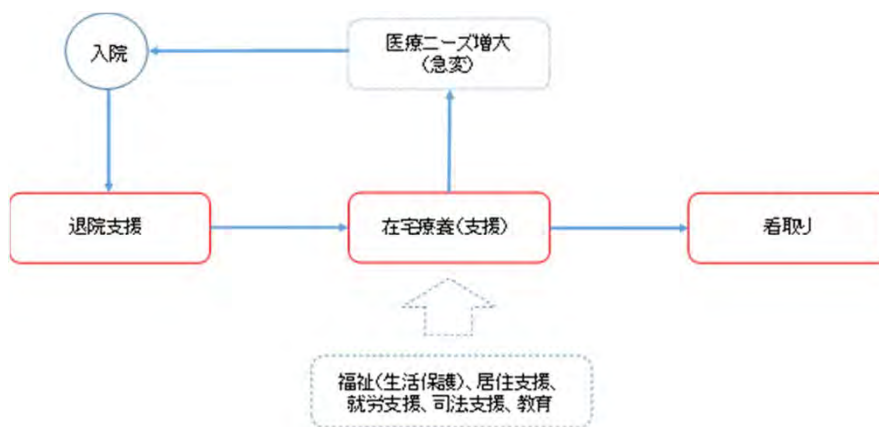 入院
医療ニーズ増大
(急変)
退院支援
在宅療養(支援)
看取り
福祉(生活保護)、居住支援、
就労支援、司法支援、教育